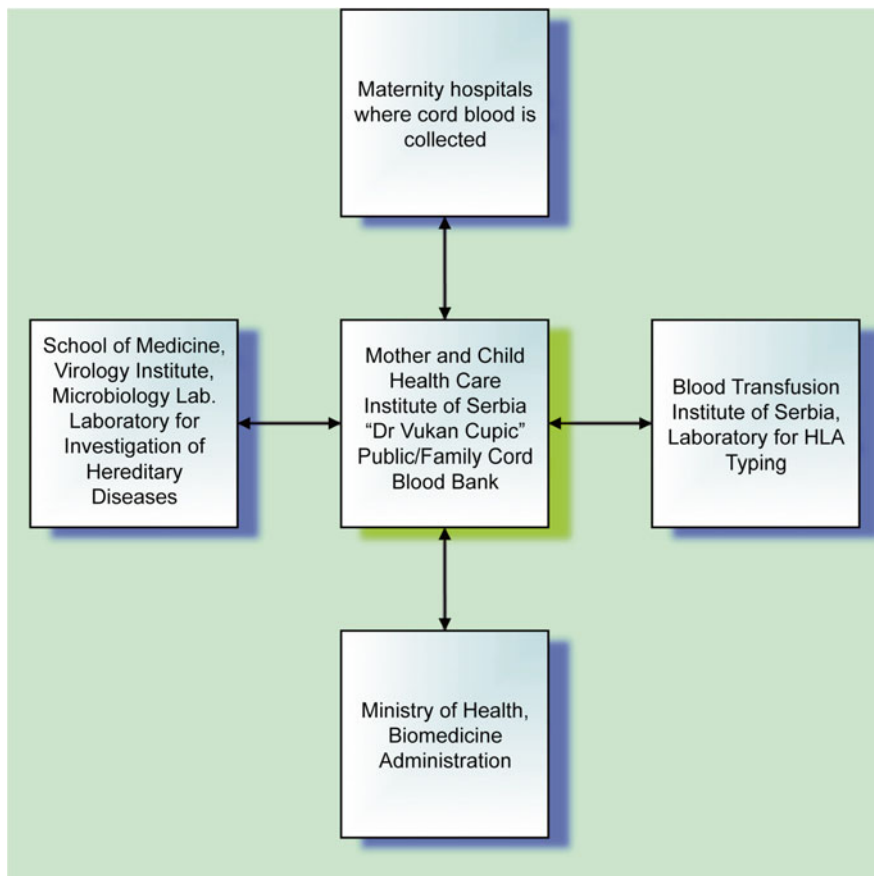 Maternity hospitals
where cord blood is
collected
School of Medicine,
Virology Institute,
Microbiology Lab.
Laboratory for
Investigation of
Hereditary
Diseases
Mother and Child
Health Care
Institute of Serbia
“Dr Vukan Cupic”
Public/Family Cord
Blood Bank
Blood Transfusion
Institute of Serbia,
Laboratory for HLA
Typing
Ministry of Health,
Biomedicine
Administration